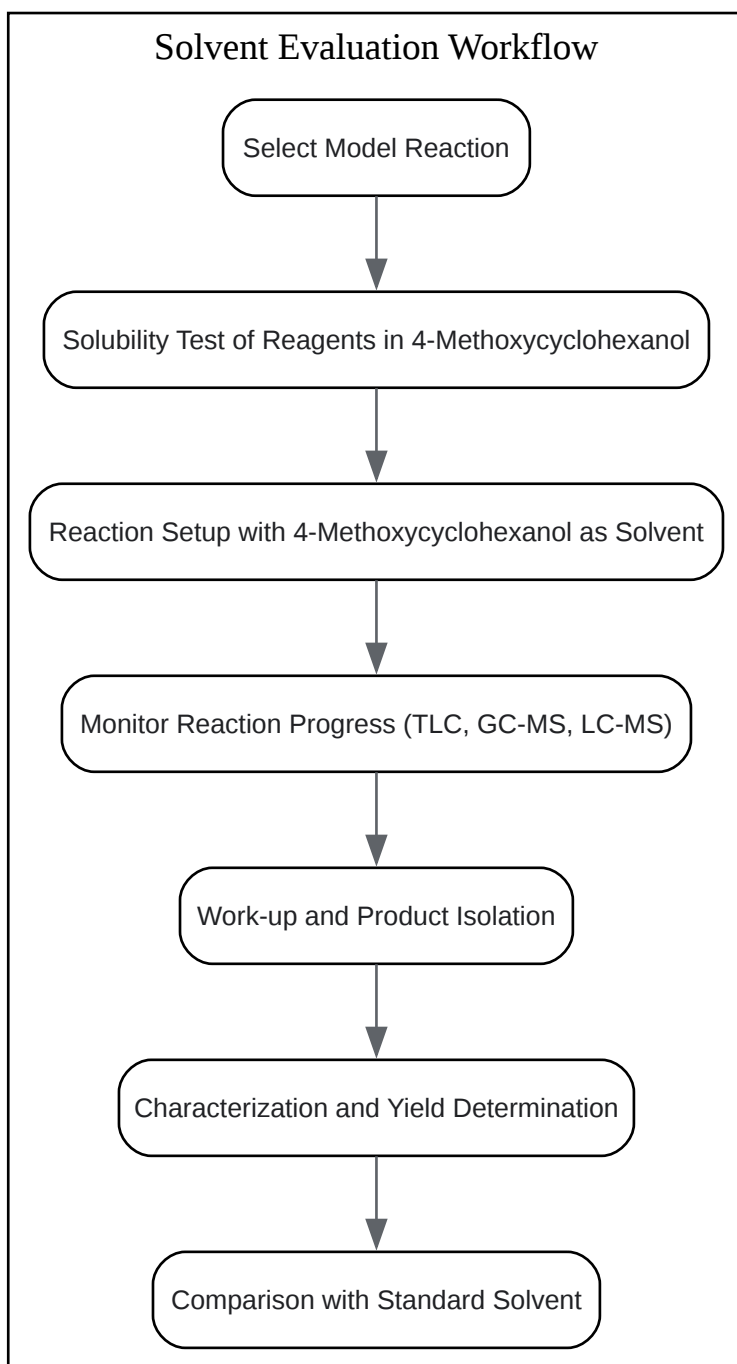 Solvent Evaluation Workflow
Select Model Reaction
Solubility Test of Reagents in 4-Methoxycyclohexanol
Reaction Setup with 4-Methoxycyclohexanol as Solvent
Monitor Reaction Progress (TLC, GC-MS, LC-MS)
Work-up and Product Isolation
Characterization and Yield Determination
Comparison with Standard Solvent